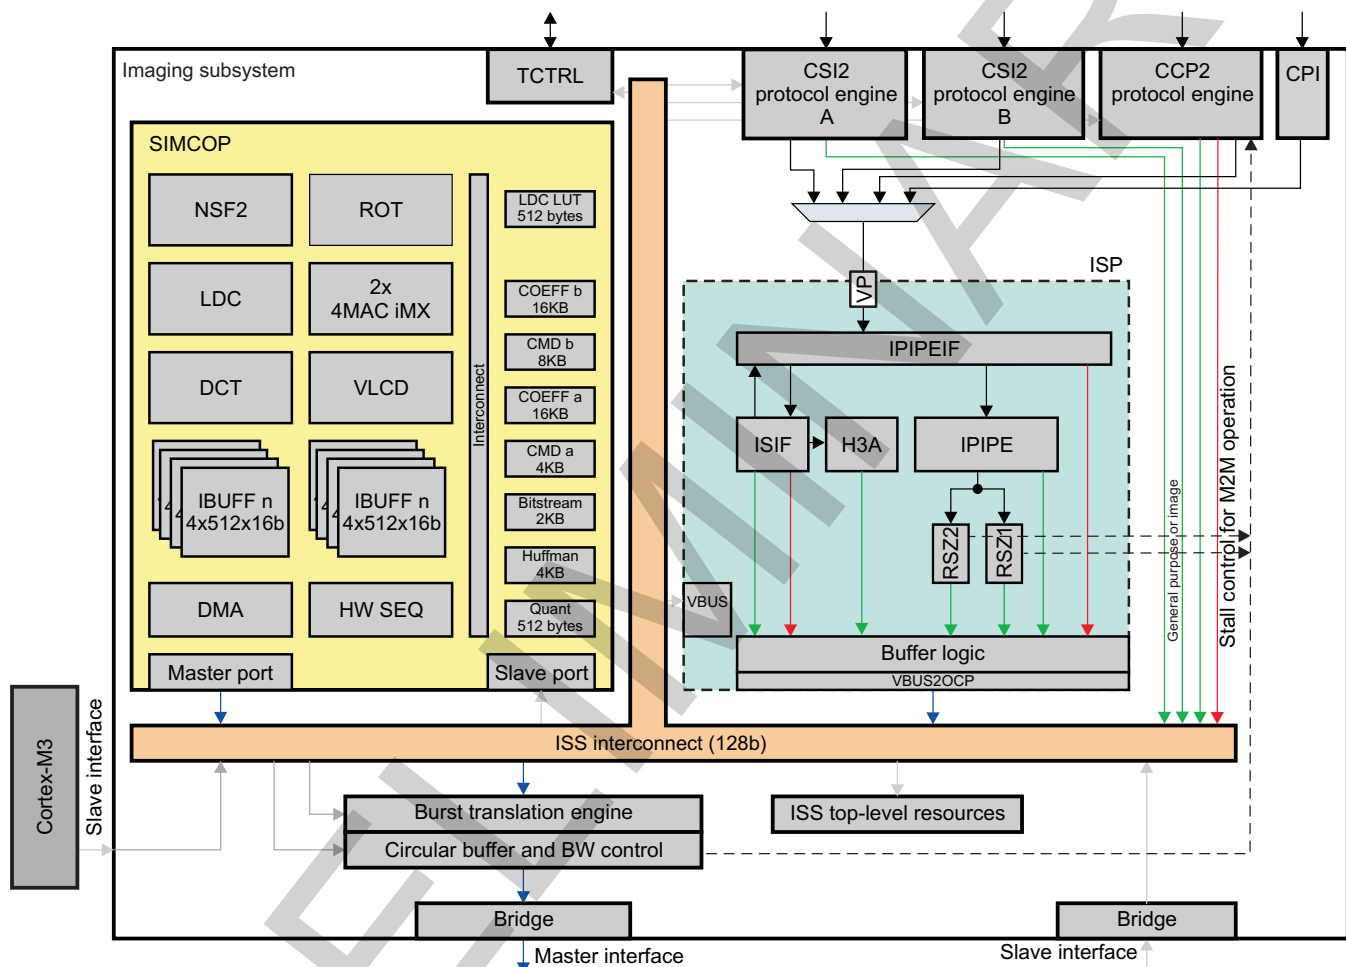 Imaging subsystem
TCTRL
CSI2
protocol engine
A
CSI2
protocol engine
B
CCP2
protocol engine
CPI
SIMCOP
NSF2
ROT
LDC
2x
4MAC iMX
DCT
VLCD
IBUFF n
4x512x16b
IBUFF n
4x512x16b
DMA
HW SEQ
Master port
Slave port
Interconnect
LDC LUT
512 bytes
COEFF b
16KB
CMD b
8KB
COEFF a
16KB
CMD a
4KB
Bitstream
2KB
Huffman
4KB
Quant
512 bytes
ISP
VP
IPIPEIF
ISIF
H3A
IPIPE
RSZ2
RSZ1
VBUS
Buffer logic
VBUS2OCP
General purpose or image
Stall control for M2M operation
ISS interconnect (128b)
Cortex-M3
Slave interface
Burst translation engine
Circular buffer and BW control
ISS top-level resources
Bridge
Bridge
Master interface
Slave interface